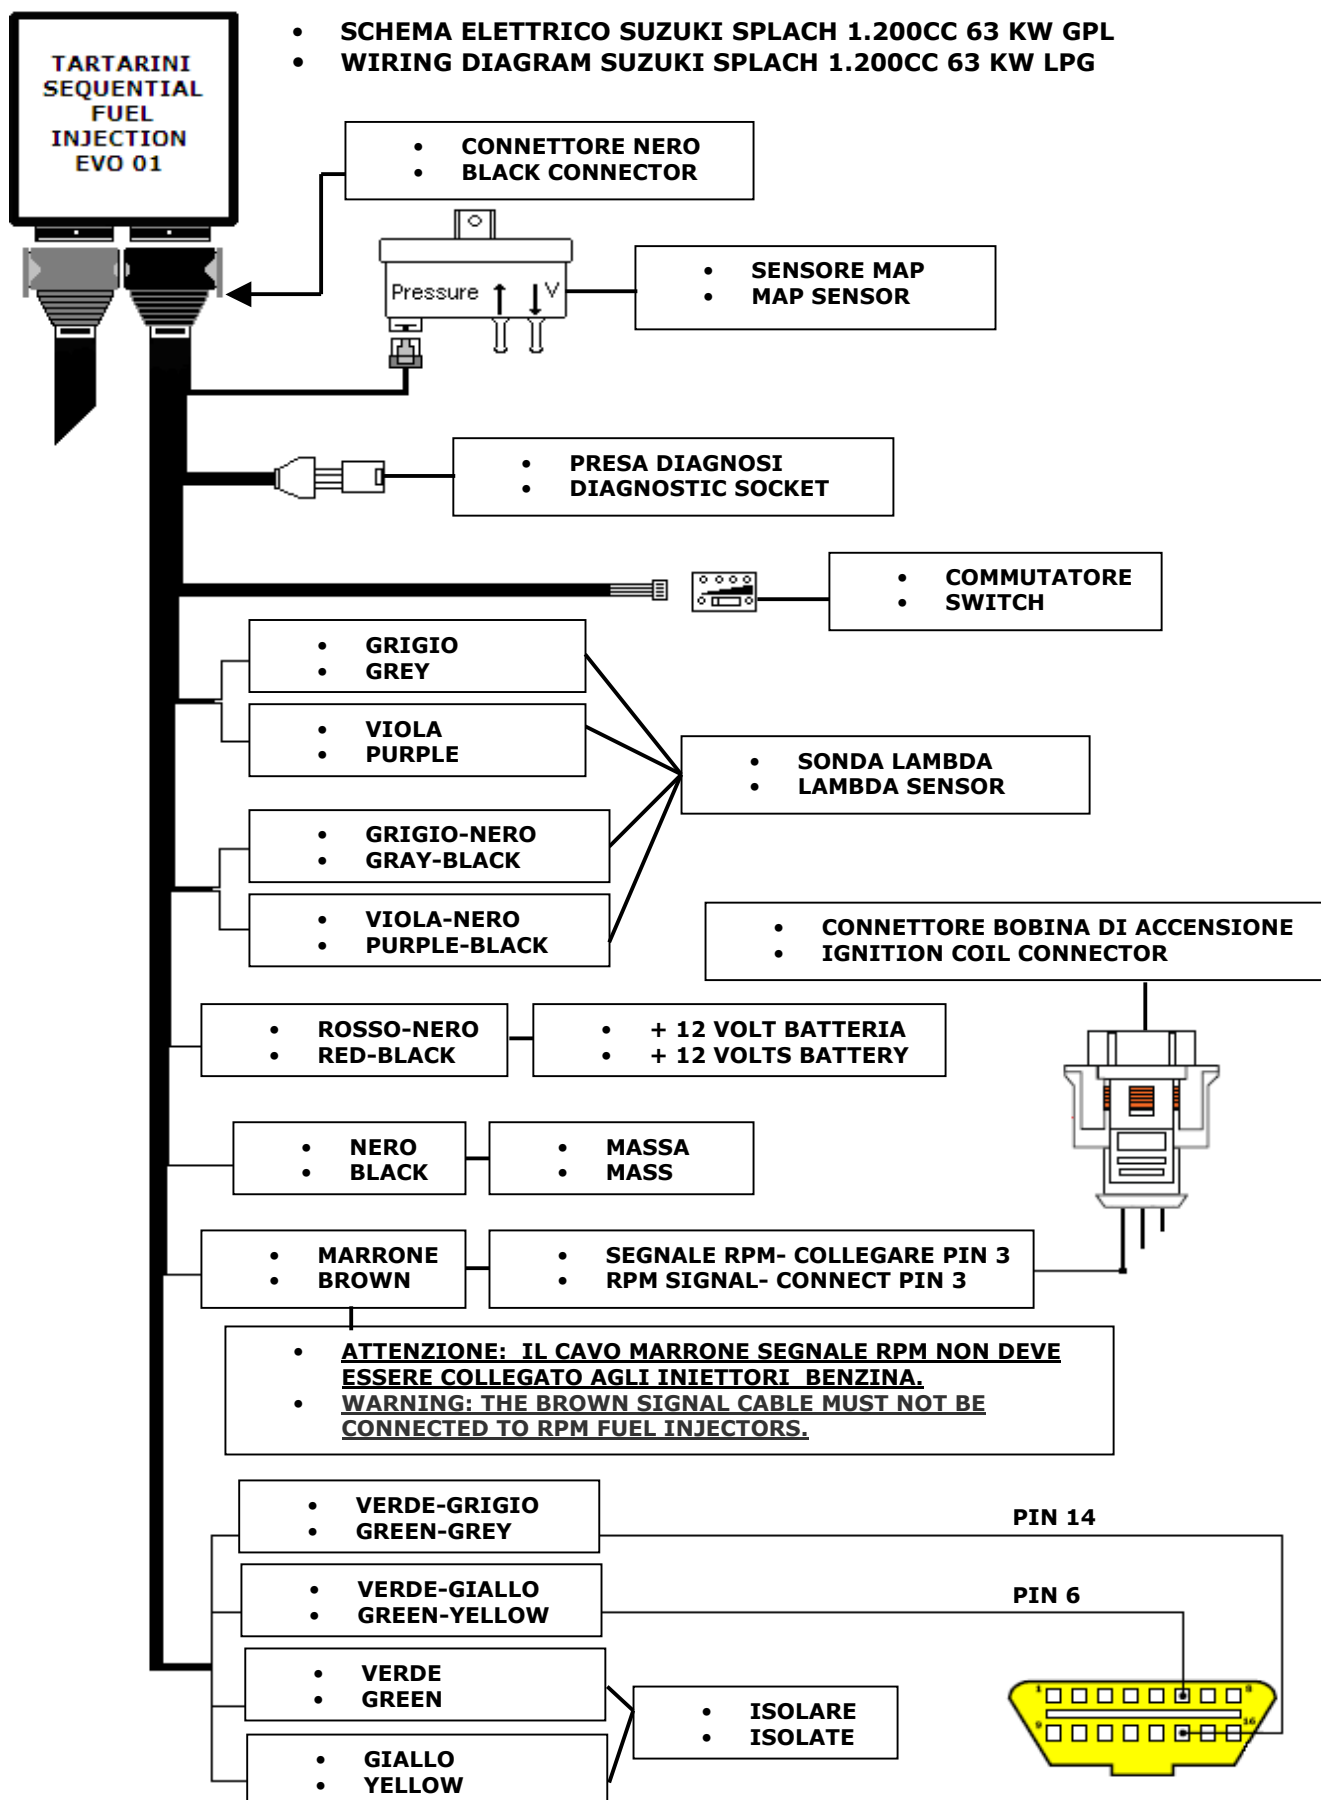 • SCHEMA ELETTRICO SUZUKI SPLACH 1.200CC 63 KW GPL
• WIRING DIAGRAM SUZUKI SPLACH 1.200CC 63 KW LPG
TARTARINI
SEQUENTIAL
FUEL
INJECTION
EVO 01
• CONNETTORE NERO
• BLACK CONNECTOR
Pressure
V
• SENSORE MAP
• MAP SENSOR
• PRESA DIAGNOSI
• DIAGNOSTIC SOCKET
• COMMUTATORE
• SWITCH
• GRIGIO
• GREY
• VIOLA
• PURPLE
• SONDA LAMBDA
• LAMBDA SENSOR
• GRIGIO-NERO
• GRAY-BLACK
• VIOLA-NERO
• PURPLE-BLACK
• CONNETTORE BOBINA DI ACCENSIONE
• IGNITION COIL CONNECTOR
• ROSSO-NERO
• RED-BLACK
• + 12 VOLT BATTERIA
• + 12 VOLTS BATTERY
• NERO
• BLACK
• MASSA
• MASS
• MARRONE
• BROWN
• SEGNALE RPM- COLLEGARE PIN 3
• RPM SIGNAL- CONNECT PIN 3
• ATTENZIONE: IL CAVO MARRONE SEGNALE RPM NON DEVE
ESSERE COLLEGATO AGLI INIETTORI BENZINA.
• WARNING: THE BROWN SIGNAL CABLE MUST NOT BE
CONNECTED TO RPM FUEL INJECTORS.
• VERDE-GRIGIO
• GREEN-GREY
PIN 14
• VERDE-GIALLO
• GREEN-YELLOW
PIN 6
• VERDE
• GREEN
• ISOLARE
• ISOLATE
• GIALLO
• YELLOW
1 8
9 16